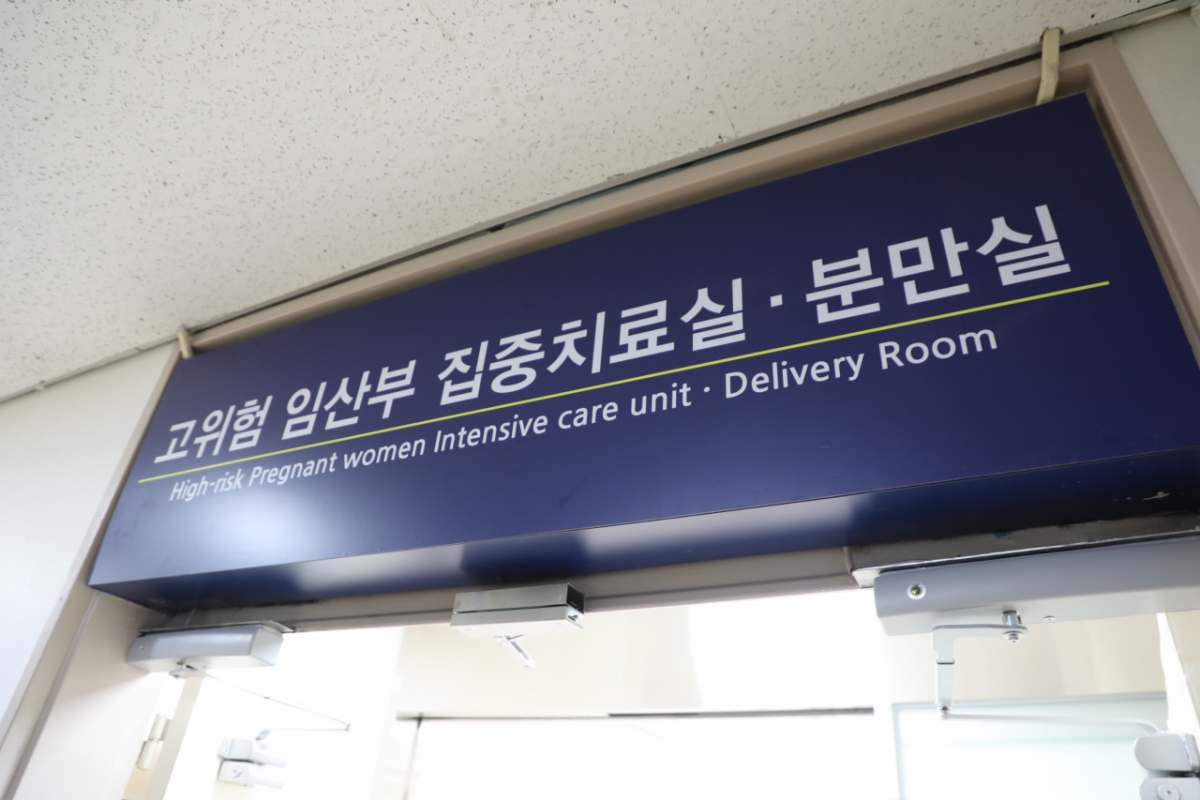 고위험 임산부 집중치료실 · 분만실
High-risk Pregnant women Intensive care unit · Delivery Room